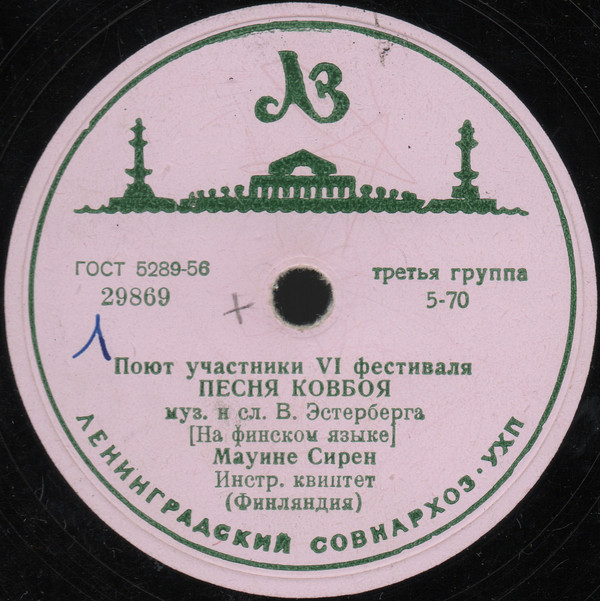 ЛЗ
ГОСТ 5289-56
29869
третья группа
5-70
1
Поют участники VI фестиваля
ПЕСНЯ КОВБОЯ
муз. и сл. В. Эстерберга
[На финском языке]
Мауине Сирен
Инстр. квинтет
(Финляндия)
ЛЕНИНГРАДСКИЙ СОВНАРХОЗ · УХП